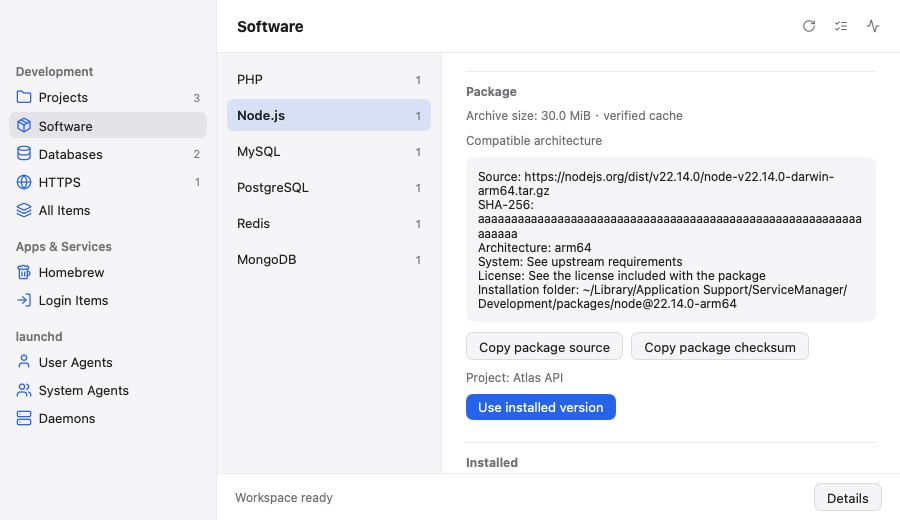 Software
Development
Projects 3
Software
Databases 2
HTTPS 1
All Items
Apps & Services
Homebrew
Login Items
launchd
User Agents
System Agents
Daemons
PHP 1
Node.js 1
MySQL 1
PostgreSQL 1
Redis 1
MongoDB 1
Package
Archive size: 30.0 MiB · verified cache
Compatible architecture
Source: https://nodejs.org/dist/v22.14.0/node-v22.14.0-darwin-
arm64.tar.gz
SHA-256:
aaaaaaaaaaaaaaaaaaaaaaaaaaaaaaaaaaaaaaaaaaaaaaaaaaaaaaaaaaa
aaaaaa
Architecture: arm64
System: See upstream requirements
License: See the license included with the package
Installation folder: ~/Library/Application Support/ServiceManager/
Development/packages/node@22.14.0-arm64
Copy package source
Copy package checksum
Project: Atlas API
Use installed version
Installed
Workspace ready
Details